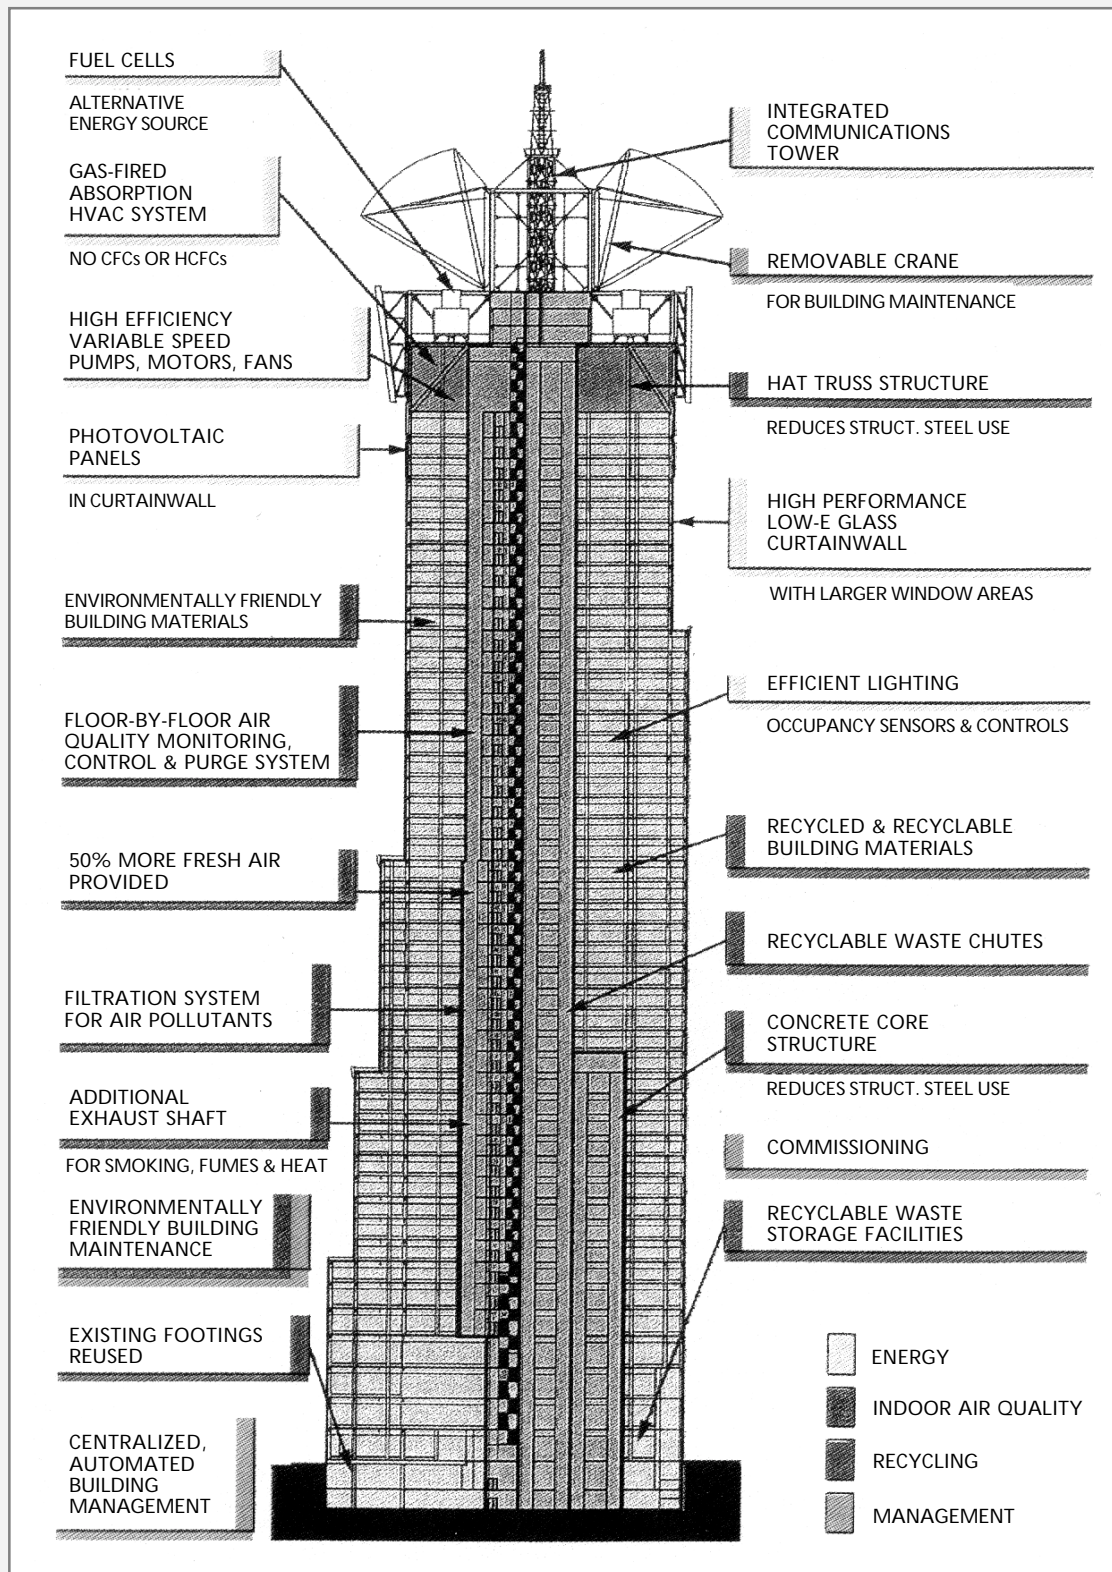 FUEL CELLS
ALTERNATIVE
ENERGY SOURCE
GAS-FIRED
ABSORPTION
HVAC SYSTEM
NO CFCs OR HCFCs
HIGH EFFICIENCY
VARIABLE SPEED
PUMPS, MOTORS, FANS
PHOTOVOLTAIC
PANELS
IN CURTAINWALL
ENVIRONMENTALLY FRIENDLY
BUILDING MATERIALS
FLOOR-BY-FLOOR AIR
QUALITY MONITORING,
CONTROL & PURGE SYSTEM
50% MORE FRESH AIR
PROVIDED
FILTRATION SYSTEM
FOR AIR POLLUTANTS
ADDITIONAL
EXHAUST SHAFT
FOR SMOKING, FUMES & HEAT
ENVIRONMENTALLY
FRIENDLY BUILDING
MAINTENANCE
EXISTING FOOTINGS
REUSED
CENTRALIZED,
AUTOMATED
BUILDING
MANAGEMENT
INTEGRATED
COMMUNICATIONS
TOWER
REMOVABLE CRANE
FOR BUILDING MAINTENANCE
HAT TRUSS STRUCTURE
REDUCES STRUCT. STEEL USE
HIGH PERFORMANCE
LOW-E GLASS
CURTAINWALL
WITH LARGER WINDOW AREAS
EFFICIENT LIGHTING
OCCUPANCY SENSORS & CONTROLS
RECYCLED & RECYCLABLE
BUILDING MATERIALS
RECYCLABLE WASTE CHUTES
CONCRETE CORE
STRUCTURE
REDUCES STRUCT. STEEL USE
COMMISSIONING
RECYCLABLE WASTE
STORAGE FACILITIES
ENERGY
INDOOR AIR QUALITY
RECYCLING
MANAGEMENT